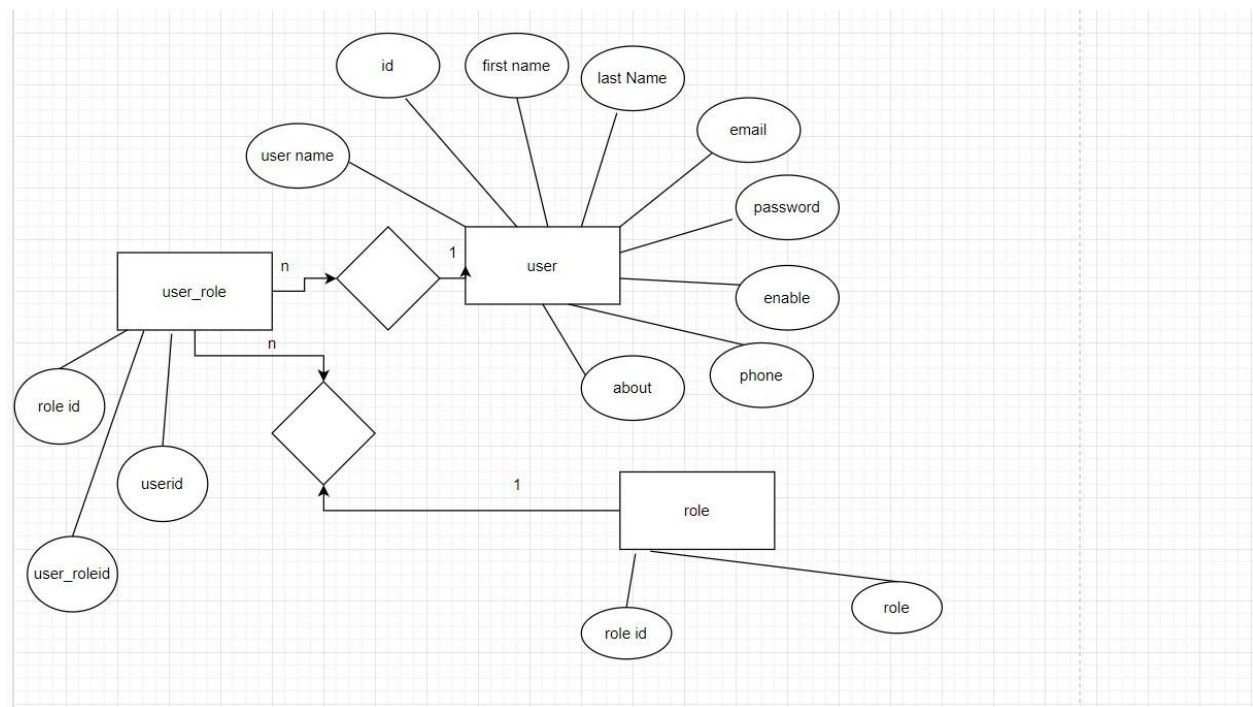 id
first name
last Name
email
user name
password
n
1
user
user_role
enable
n
phone
about
role id
userid
1
role
user_roleid
role id
role